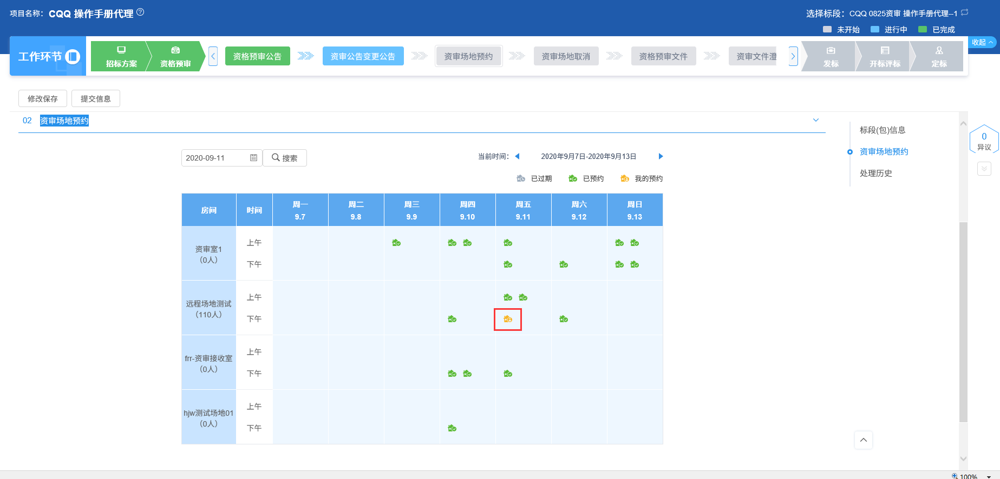 项目名称： CQQ 操作手册代理
选择标段： CQQ 0825资审 操作手册代理--1
未开始 进行中 已完成
收起
工作环节
招标方案
资格预审
资格预审公告
资审公告变更公告
资审场地预约
资审场地取消
资格预审文件
资审文件澄
发标
开标评标
定标
修改保存 提交信息
02 资审场地预约
标段(包)信息
资审场地预约
处理历史
0
异议
2020-09-11 搜索
当前时间： 2020年9月7日-2020年9月13日
已过期 已预约 我的预约
房间 时间 周一 周二 周三 周四 周五 周六 周日
9.7 9.8 9.9 9.10 9.11 9.12 9.13
资审室1
（0人）
上午
下午
远程场地测试
（110人）
上午
下午
frr-资审接收室
（0人）
上午
下午
hjw测试场地01
（0人）
上午
下午
100%